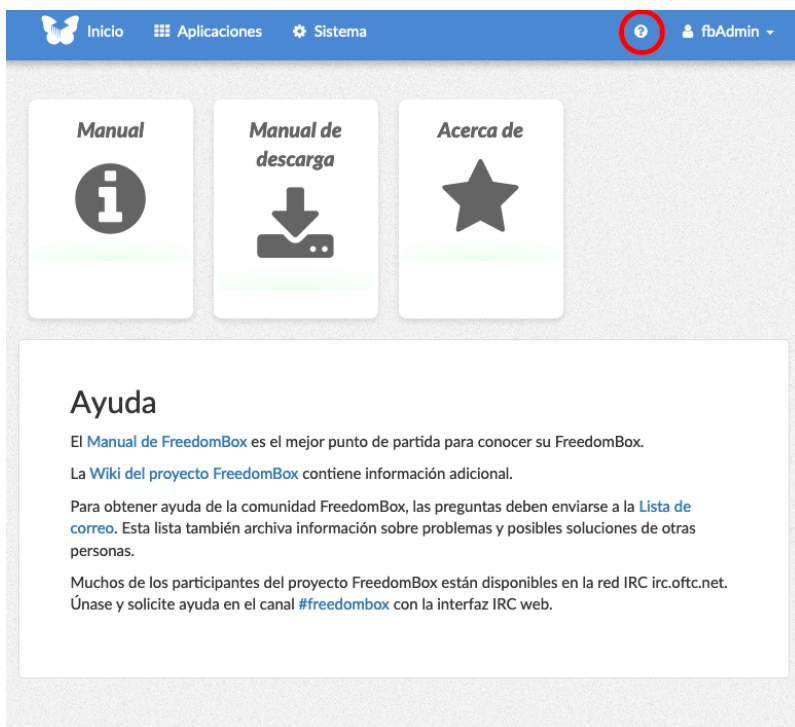 Inicio Aplicaciones Sistema fbAdmin
Manual
Manual de
descarga
Acerca de
Ayuda
El Manual de FreedomBox es el mejor punto de partida para conocer su FreedomBox.
La Wiki del proyecto FreedomBox contiene información adicional.
Para obtener ayuda de la comunidad FreedomBox, las preguntas deben enviarse a la Lista de
correo. Esta lista también archiva información sobre problemas y posibles soluciones de otras
personas.
Muchos de los participantes del proyecto FreedomBox están disponibles en la red IRC irc.oftc.net.
Únase y solicite ayuda en el canal #freedombox con la interfaz IRC web.